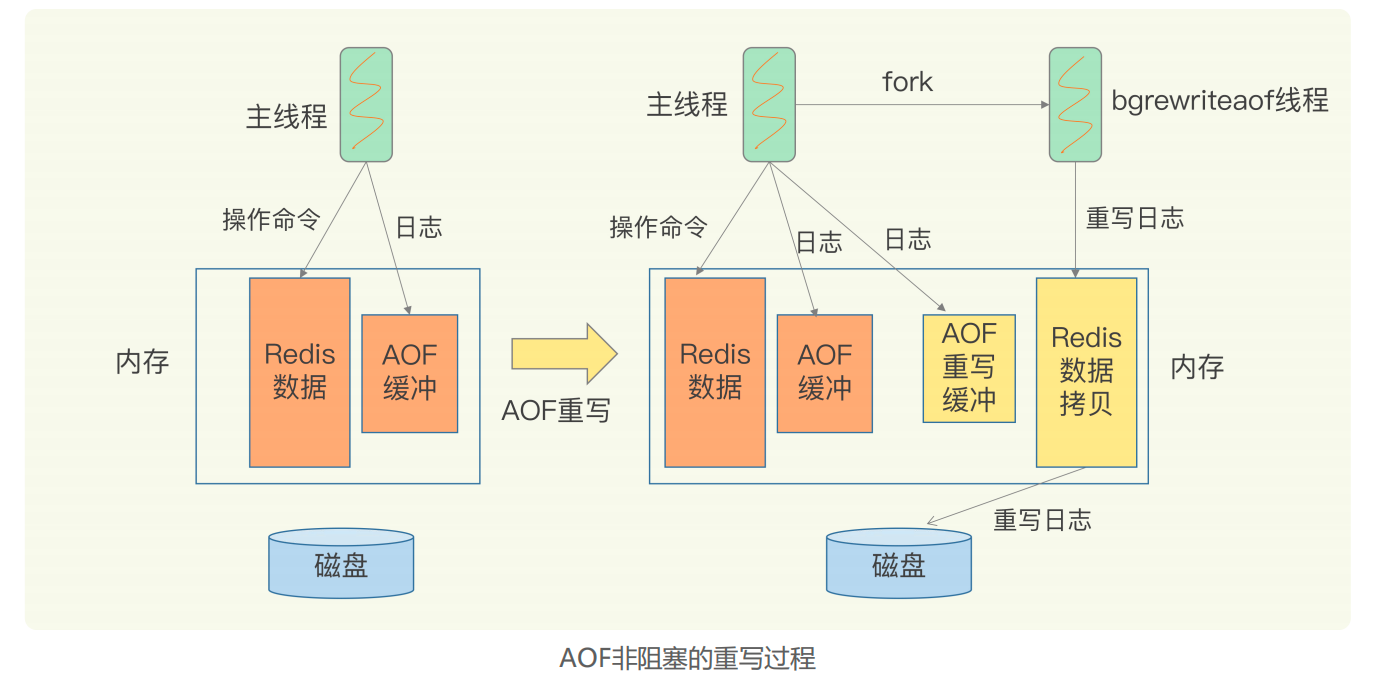 主线程
操作命令
日志
内存
Redis
数据
AOF
缓冲
磁盘
AOF重写
主线程
fork
bgrewriteaof线程
操作命令
日志
日志
重写日志
Redis
数据
AOF
缓冲
AOF
重写
缓冲
Redis
数据
拷贝
内存
重写日志
磁盘
AOF非阻塞的重写过程